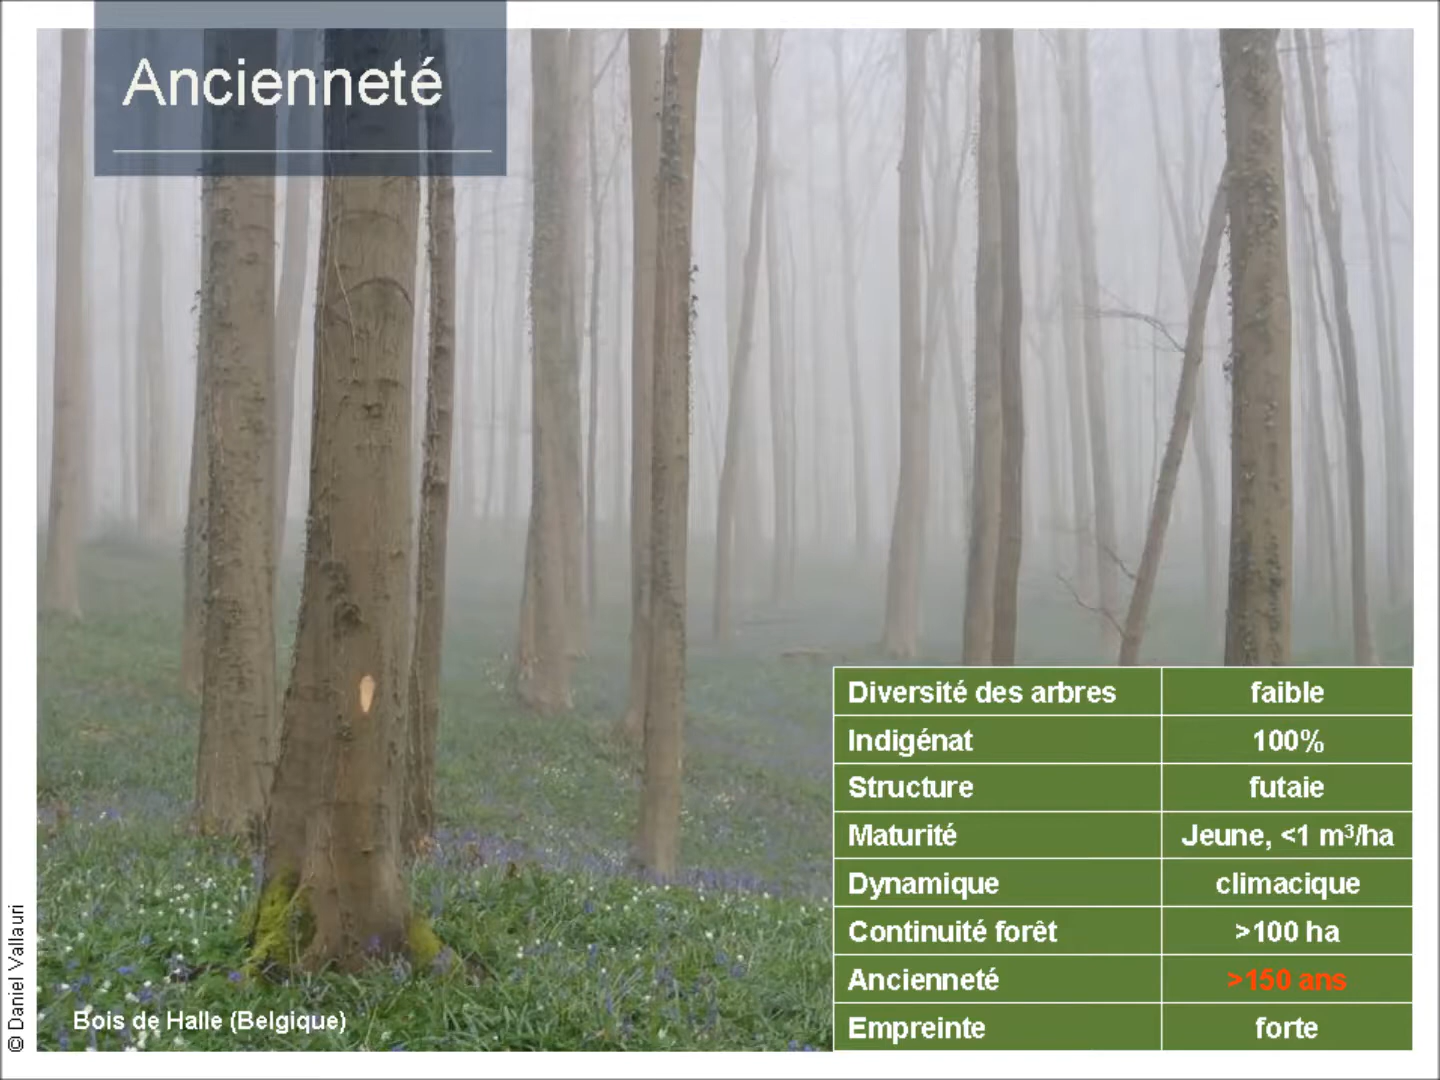 Ancienneté
Diversité des arbres faible
Indigénat 100%
Structure futaie
Maturité Jeune, <1 m³/ha
Dynamique climacique
Continuité forêt >100 ha
Ancienneté >150 ans
Empreinte forte
Bois de Halle (Belgique)
© Daniel Vallauri